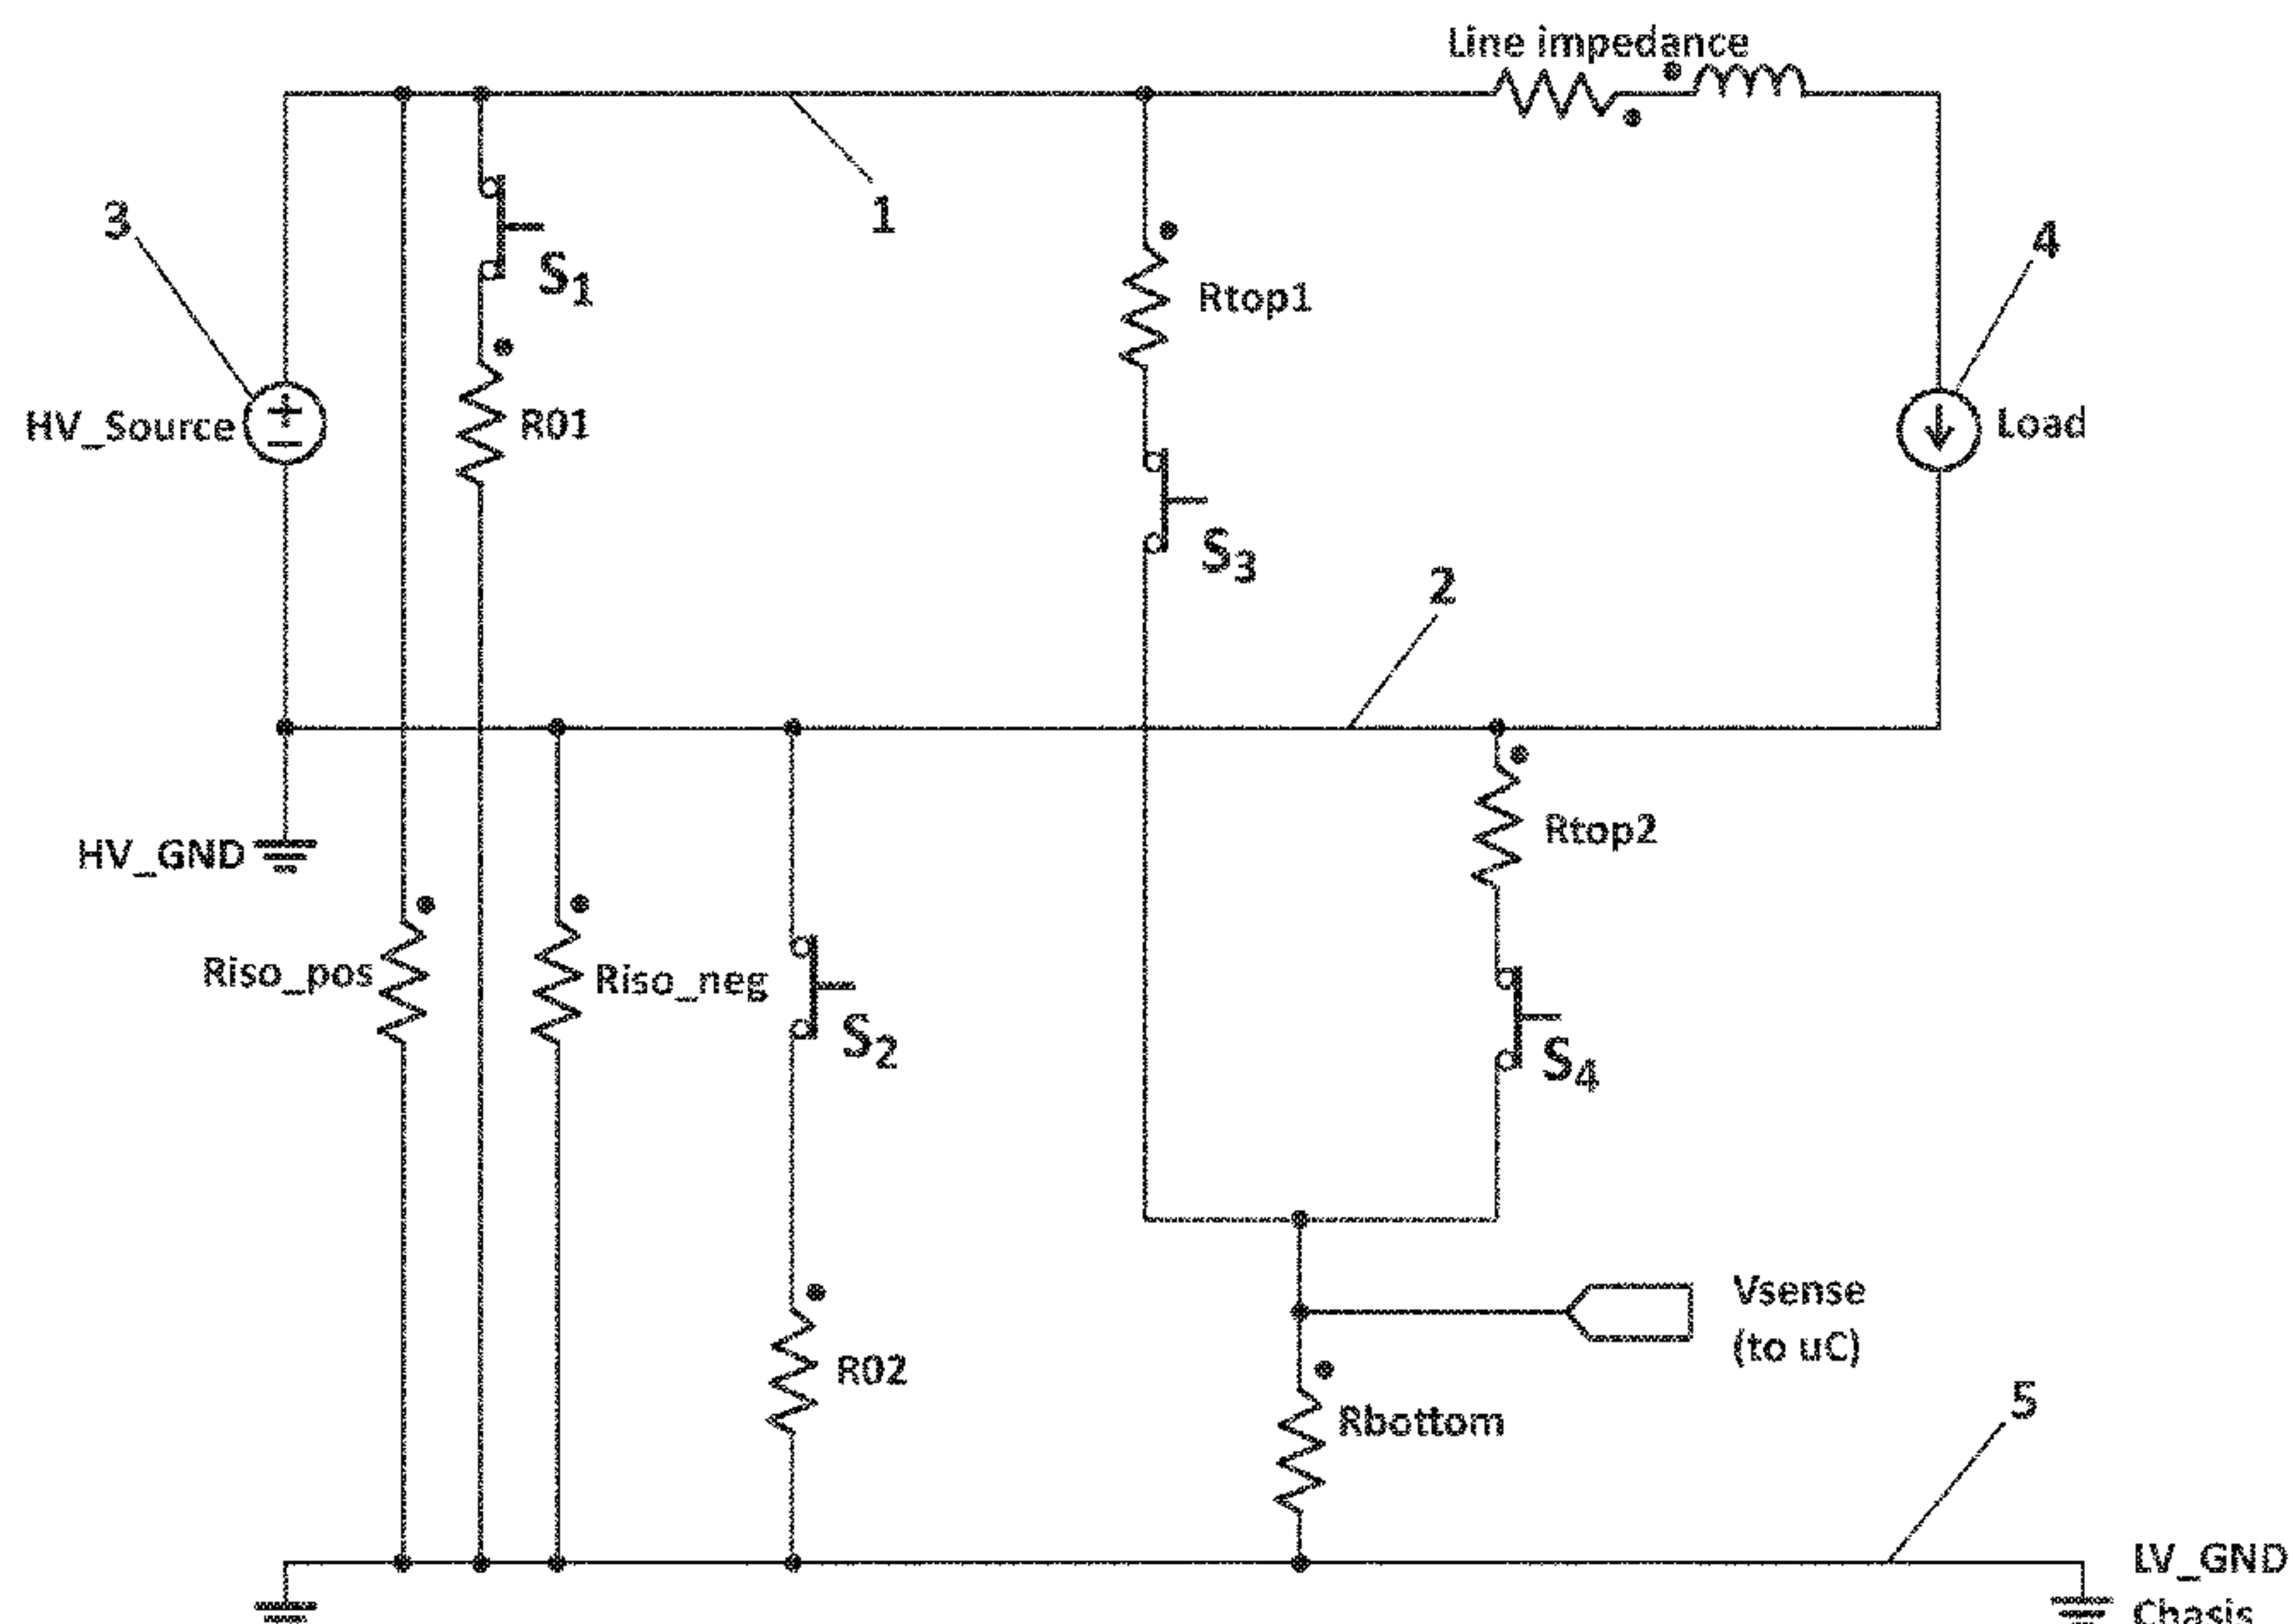 Line impedance
1
3
S1
Rtop1
4
HV_Source
R01
Load
S3
2
HV_GND
Rtop2
Riso_pos
Riso_neg
S2
S4
Vsense
(to uC)
R02
Rbottom
5
LV_GND
Chasis